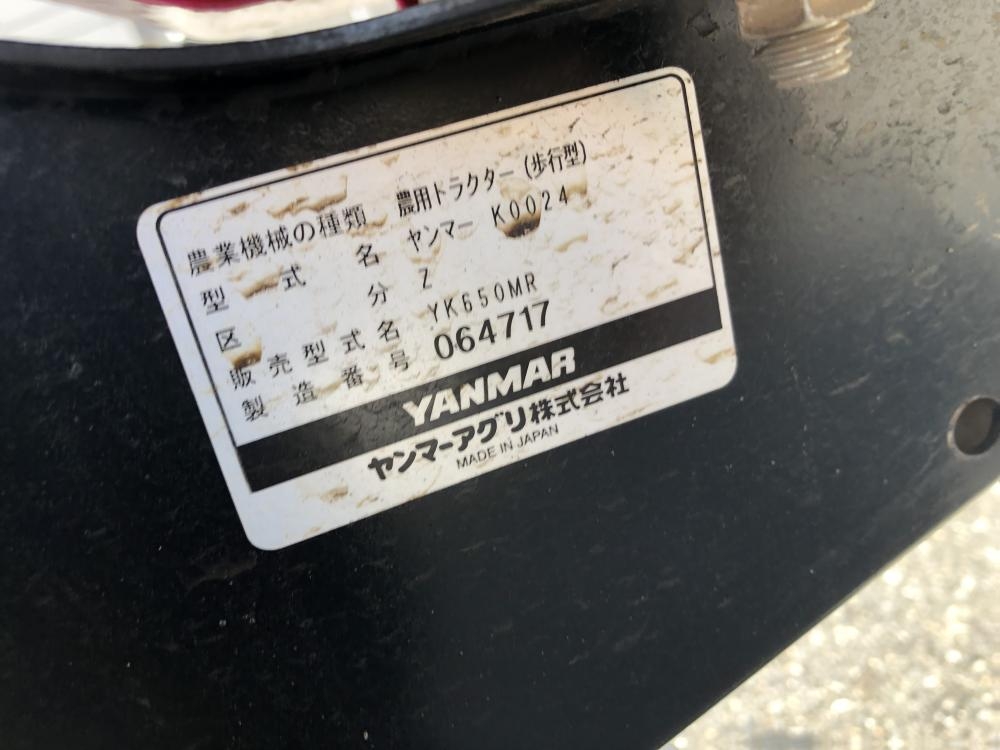 農業機械の種類 農用トラクター(歩行型)
型式名 ヤンマー K0024
区分 Z
販売型式名 YK650MR
製造番号 064717
YANMAR
ヤンマーアグリ株式会社
MADE IN JAPAN